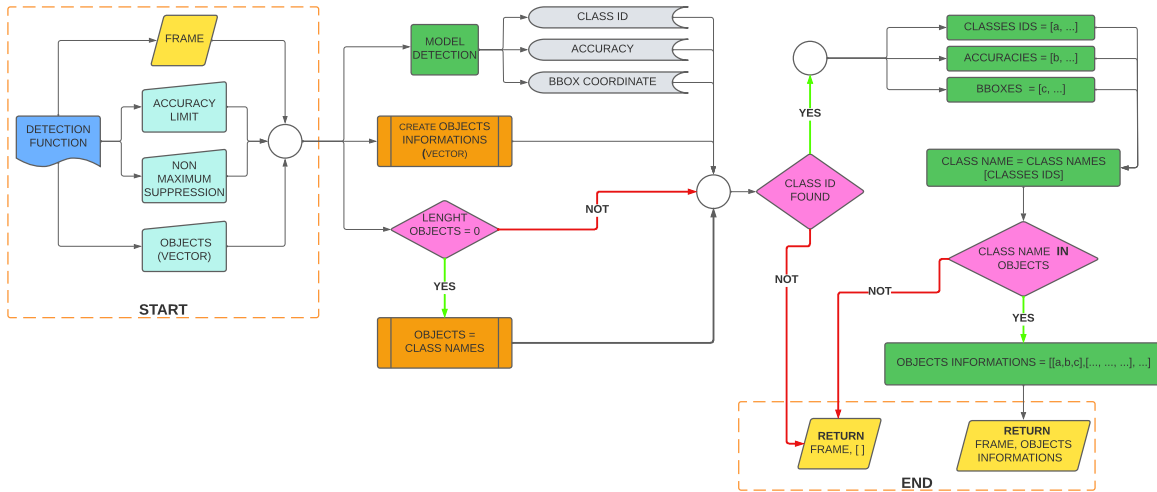 FRAME
DETECTION
FUNCTION
ACCURACY
LIMIT
NON
MAXIMUM
SUPPRESSION
OBJECTS
(VECTOR)
START
MODEL
DETECTION
CLASS ID
ACCURACY
BBOX COORDINATE
CREATE OBJECTS
INFORMATIONS
(VECTOR)
LENGHT
OBJECTS = 0
NOT
YES
OBJECTS =
CLASS NAMES
CLASS ID
FOUND
YES
NOT
CLASSES IDS = [a, ...]
ACCURACIES = [b, ...]
BBOXES = [c, ...]
CLASS NAME = CLASS NAMES
[CLASSES IDS]
CLASS NAME IN
OBJECTS
NOT
YES
OBJECTS INFORMATIONS = [[a,b,c],[..., ..., ...], ...]
RETURN
FRAME, [ ]
RETURN
FRAME, OBJECTS
INFORMATIONS
END